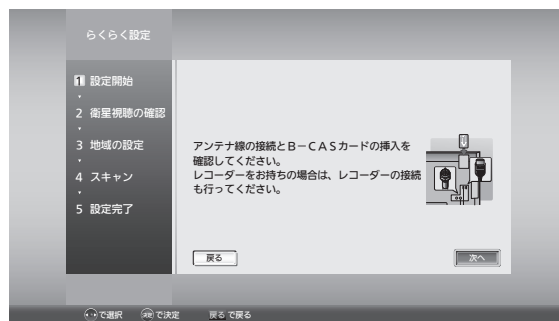 らくらく設定
1 設定開始
2 衛星視聴の確認
3 地域の設定
4 スキャン
5 設定完了
アンテナ線の接続とB-CASカードの挿入を
確認してください。
レコーダーをお持ちの場合は、レコーダーの接続
も行ってください。
戻る 次へ
で選択 決定 で決定 戻る で戻る